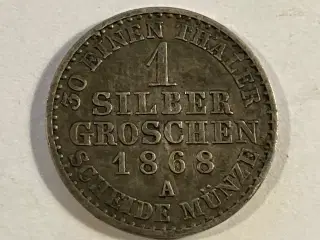 30 EINEN THALER
1
SILBER
GROSCHEN
1868
A
SCHEIDE MÜNZE